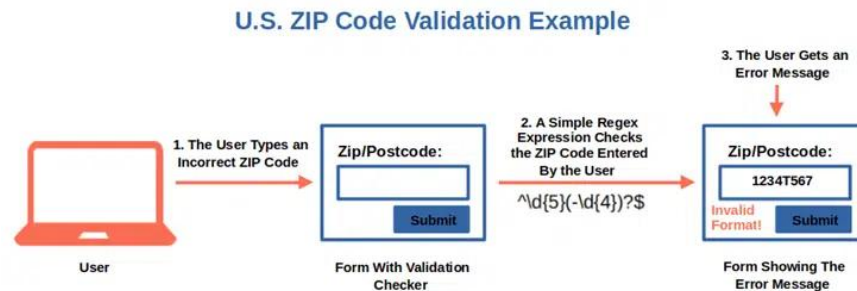 U.S. ZIP Code Validation Example
3. The User Gets an
Error Message
1. The User Types an
Incorrect ZIP Code
Zip/Postcode:
Submit
2. A Simple Regex
Expression Checks
the ZIP Code Entered
By the User
^\d{5}(-\d{4})?$
Zip/Postcode:
1234T567
Invalid
Format!
Submit
User
Form With Validation
Checker
Form Showing The
Error Message